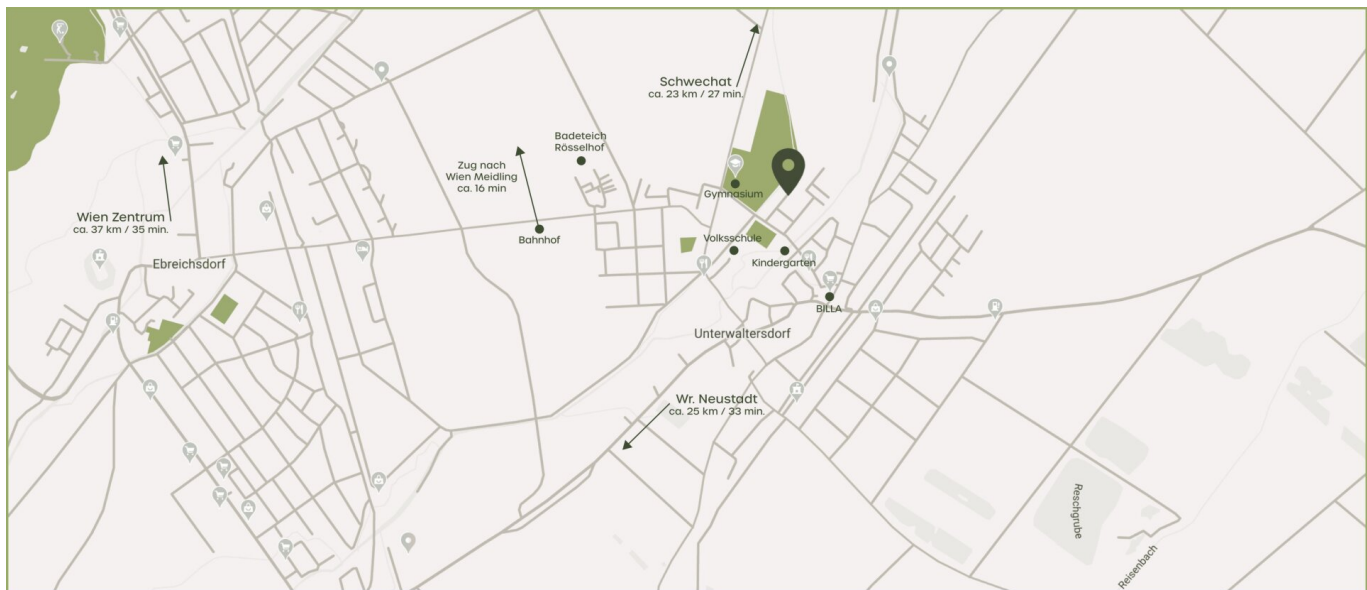 Schwechat
ca. 23 km / 27 min.
Badeteich
Rösselhof
Zug nach
Wien Meidling
ca. 16 min
Gymnasium
Wien Zentrum
ca. 37 km / 35 min.
Bahnhof
Volksschule
Kindergarten
Ebreichsdorf
BILLA
Unterwaltersdorf
Wr. Neustadt
ca. 25 km / 33 min.
Reschgrube
Reisenbach